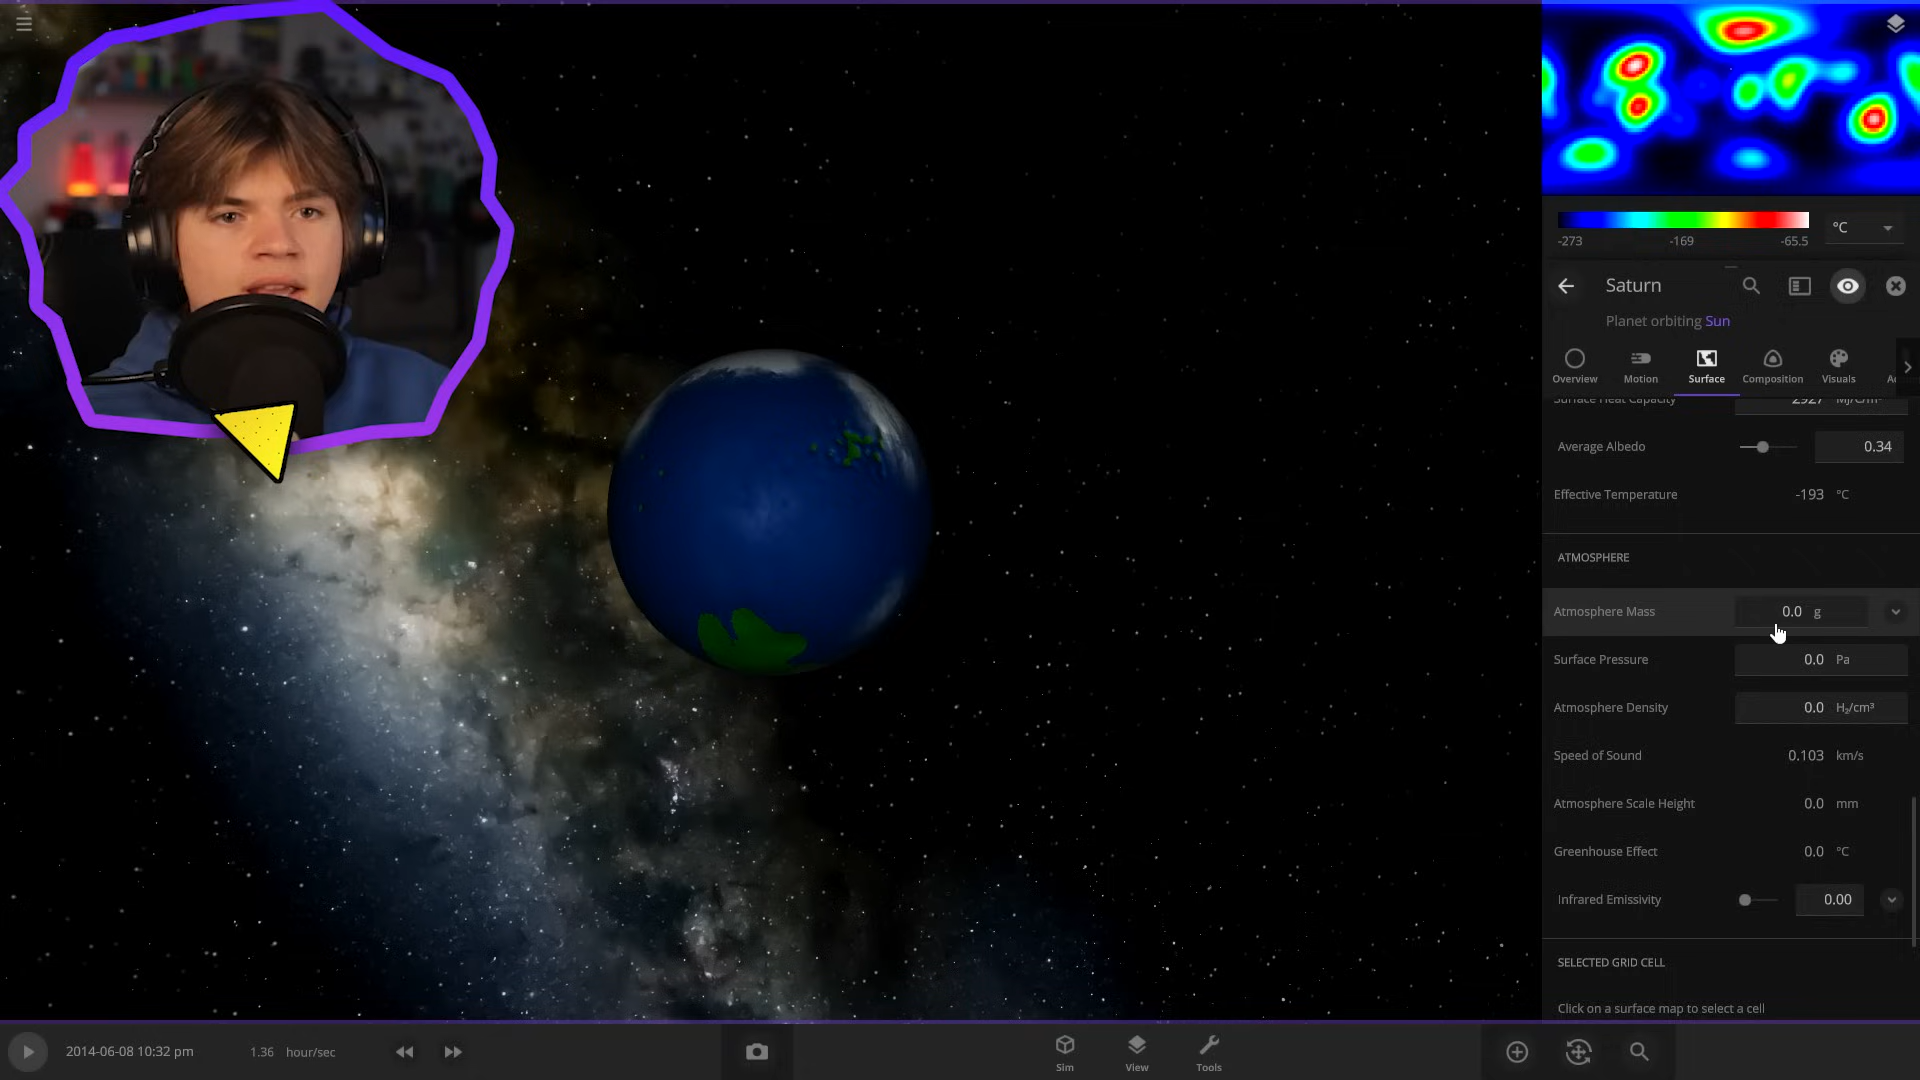 -273
-169
-65.5
°C
Saturn
Planet orbiting Sun
Overview
Motion
Surface
Composition
Visuals
Surface Heat Capacity
2927
Average Albedo
0.34
Effective Temperature
-193 °C
ATMOSPHERE
Atmosphere Mass
0.0 g
Surface Pressure
0.0 Pa
Atmosphere Density
0.0 H₂/cm³
Speed of Sound
0.103 km/s
Atmosphere Scale Height
0.0 mm
Greenhouse Effect
0.0 °C
Infrared Emissivity
0.00
SELECTED GRID CELL
Click on a surface map to select a cell
2014-06-08 10:32 pm
1.36 hour/sec
Sim
View
Tools